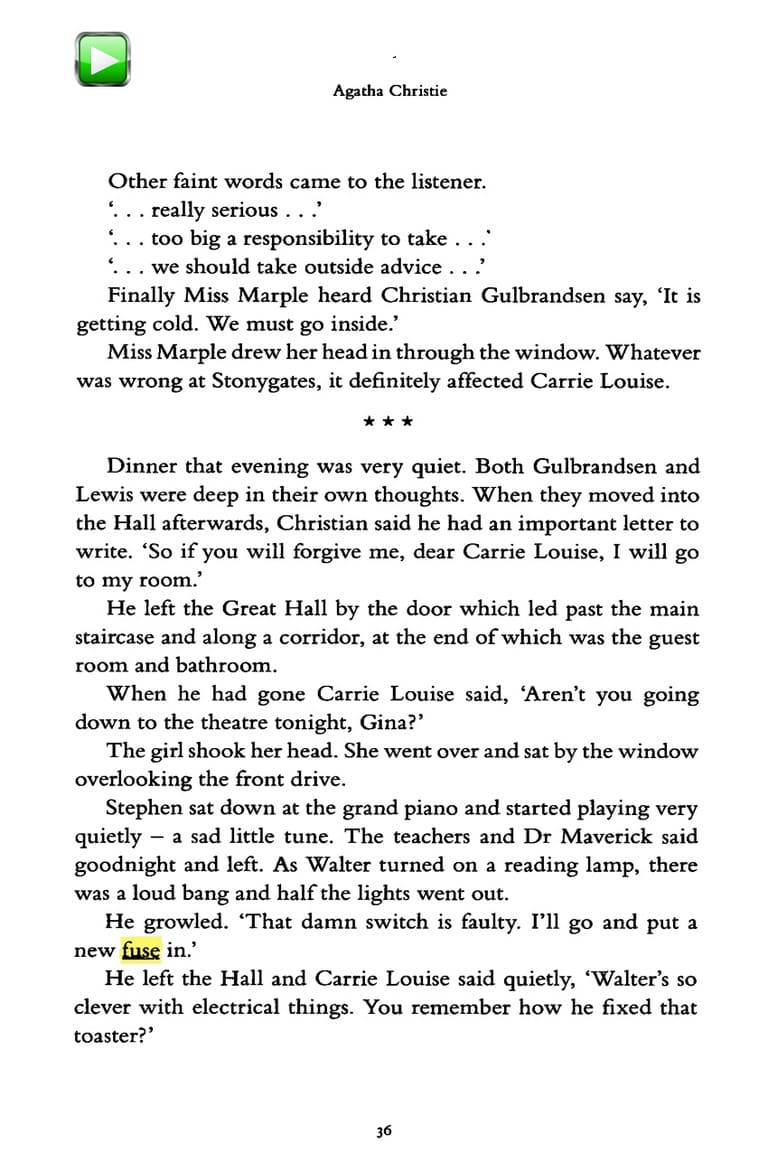 Agatha Christie
Other faint words came to the listener.
‘. . . really serious . . .’
‘. . . too big a responsibility to take . . .’
‘. . . we should take outside advice . . .’
Finally Miss Marple heard Christian Gulbrandsen say, ‘It is
getting cold. We must go inside.’
Miss Marple drew her head in through the window. Whatever
was wrong at Stonygates, it definitely affected Carrie Louise.
★ ★ ★
Dinner that evening was very quiet. Both Gulbrandsen and
Lewis were deep in their own thoughts. When they moved into
the Hall afterwards, Christian said he had an important letter to
write. ‘So if you will forgive me, dear Carrie Louise, I will go
to my room.’
He left the Great Hall by the door which led past the main
staircase and along a corridor, at the end of which was the guest
room and bathroom.
When he had gone Carrie Louise said, ‘Aren’t you going
down to the theatre tonight, Gina?’
The girl shook her head. She went over and sat by the window
overlooking the front drive.
Stephen sat down at the grand piano and started playing very
quietly – a sad little tune. The teachers and Dr Maverick said
goodnight and left. As Walter turned on a reading lamp, there
was a loud bang and half the lights went out.
He growled. ‘That damn switch is faulty. I’ll go and put a
new fuse in.’
He left the Hall and Carrie Louise said quietly, ‘Walter’s so
clever with electrical things. You remember how he fixed that
toaster?’
36